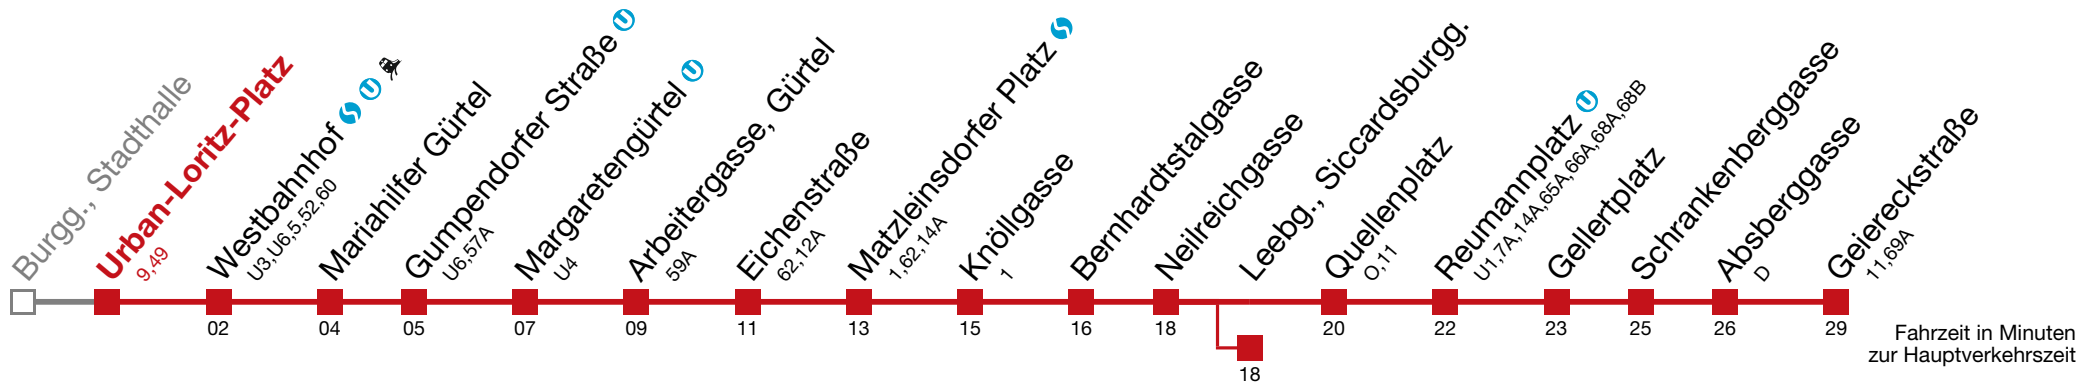 Burgg., Stadthalle
Urban-Loritz-Platz
9,49
Westbahnhof
U3,U6,5,52,60
02
Mariahilfer Gürtel
04
Gumpendorfer Straße U
U6,57A
05
Margaretengürtel U
U4
07
Arbeitergasse, Gürtel
59A
09
Eichenstraße
62,12A
11
Matzleinsdorfer Platz
1,62,14A
13
Knöllgasse
1
15
Bernhardtstalgasse
16
Neilreichgasse
18
Leebg., Siccardsburgg.
18
Quellenplatz
O,11
20
Reumannplatz U
U1,7A,14A,65A,66A,68A,68B
22
Gellertplatz
23
Schrankenberggasse
25
Absberggasse
D
26
Geiereckstraße
11,69A
29
Fahrzeit in Minuten
zur Hauptverkehrszeit